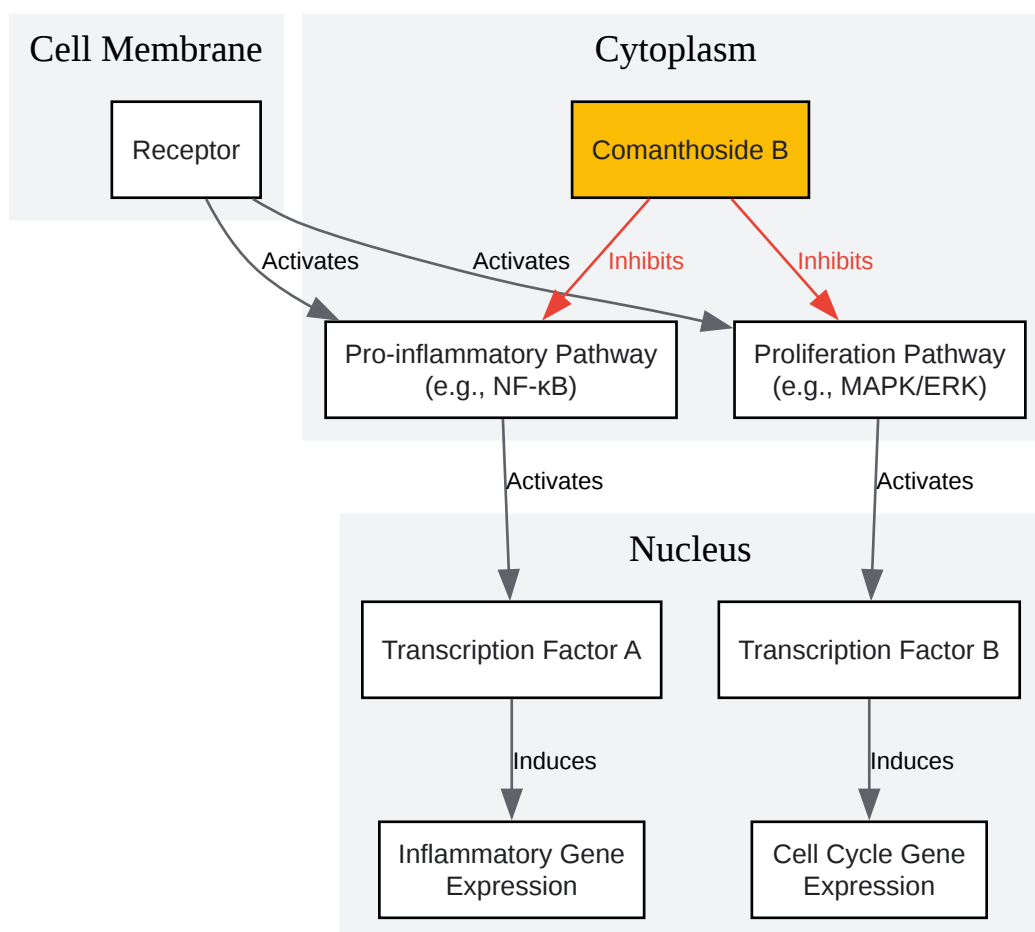 Cell Membrane
Cytoplasm
Receptor
Comanthoside B
Activates
Activates
Inhibits
Inhibits
Pro-inflammatory Pathway
(e.g., NF-κB)
Proliferation Pathway
(e.g., MAPK/ERK)
Activates
Activates
Nucleus
Transcription Factor A
Transcription Factor B
Induces
Induces
Inflammatory Gene
Expression
Cell Cycle Gene
Expression